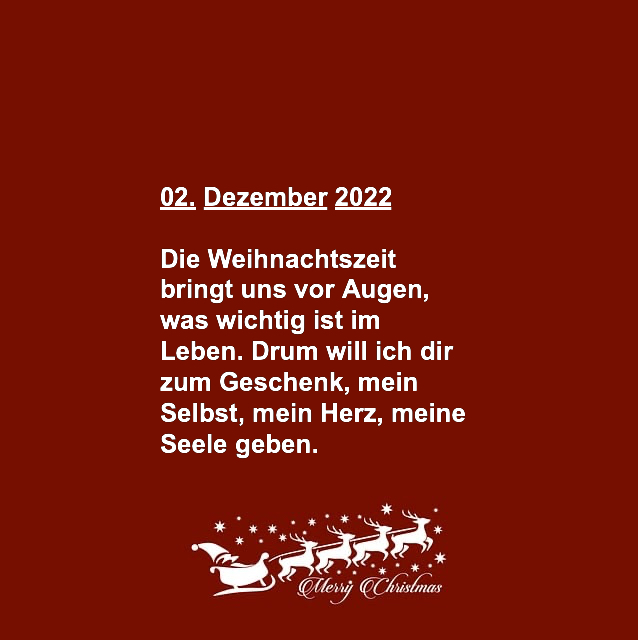 02. Dezember 2022
Die Weihnachtszeit
bringt uns vor Augen,
was wichtig ist im
Leben. Drum will ich dir
zum Geschenk, mein
Selbst, mein Herz, meine
Seele geben.
Merry Christmas